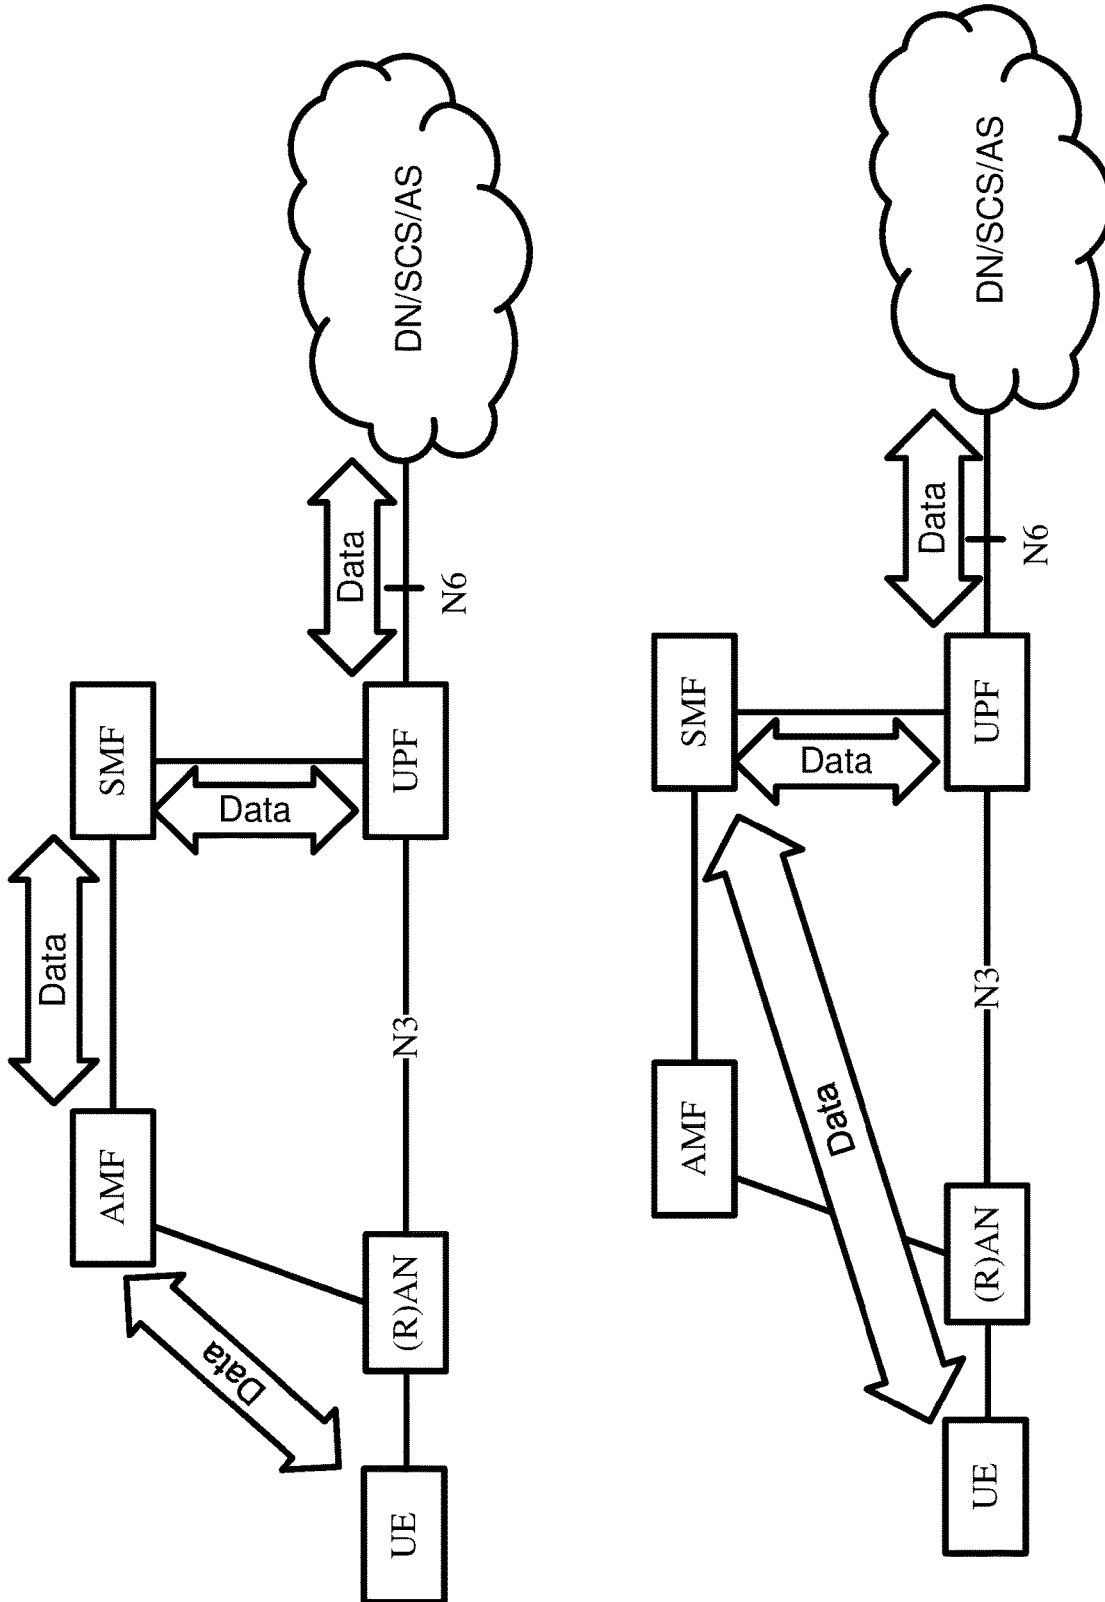 Data
AMF
SMF
Data
Data
Data
DN/SCS/AS
UE
(R)AN
N3
UPF
N6
AMF
SMF
Data
Data
Data
DN/SCS/AS
UE
(R)AN
N3
UPF
N6